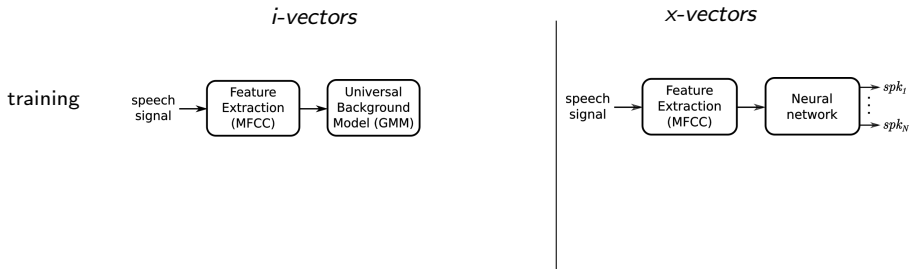 i-vectors
x-vectors
training
speech
signal
Feature
Extraction
(MFCC)
Universal
Background
Model (GMM)
speech
signal
Feature
Extraction
(MFCC)
Neural
network
spk₁
⋮
spk_N